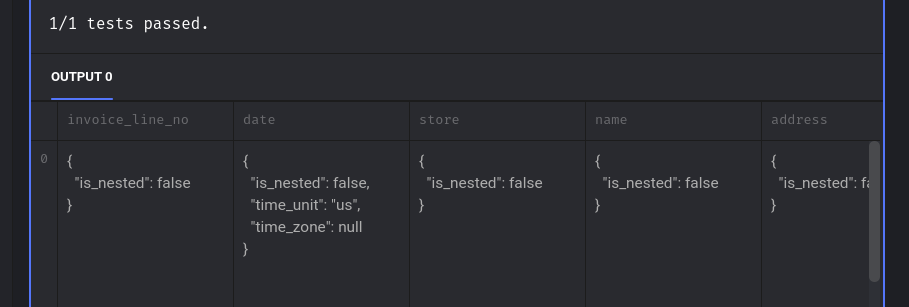 1/1 tests passed.
OUTPUT 0
invoice_line_no date store name address
0
{
"is_nested": false
}
{
"is_nested": false,
"time_unit": "us",
"time_zone": null
}
{
"is_nested": false
}
{
"is_nested": false
}
{
"is_nested": fa
}